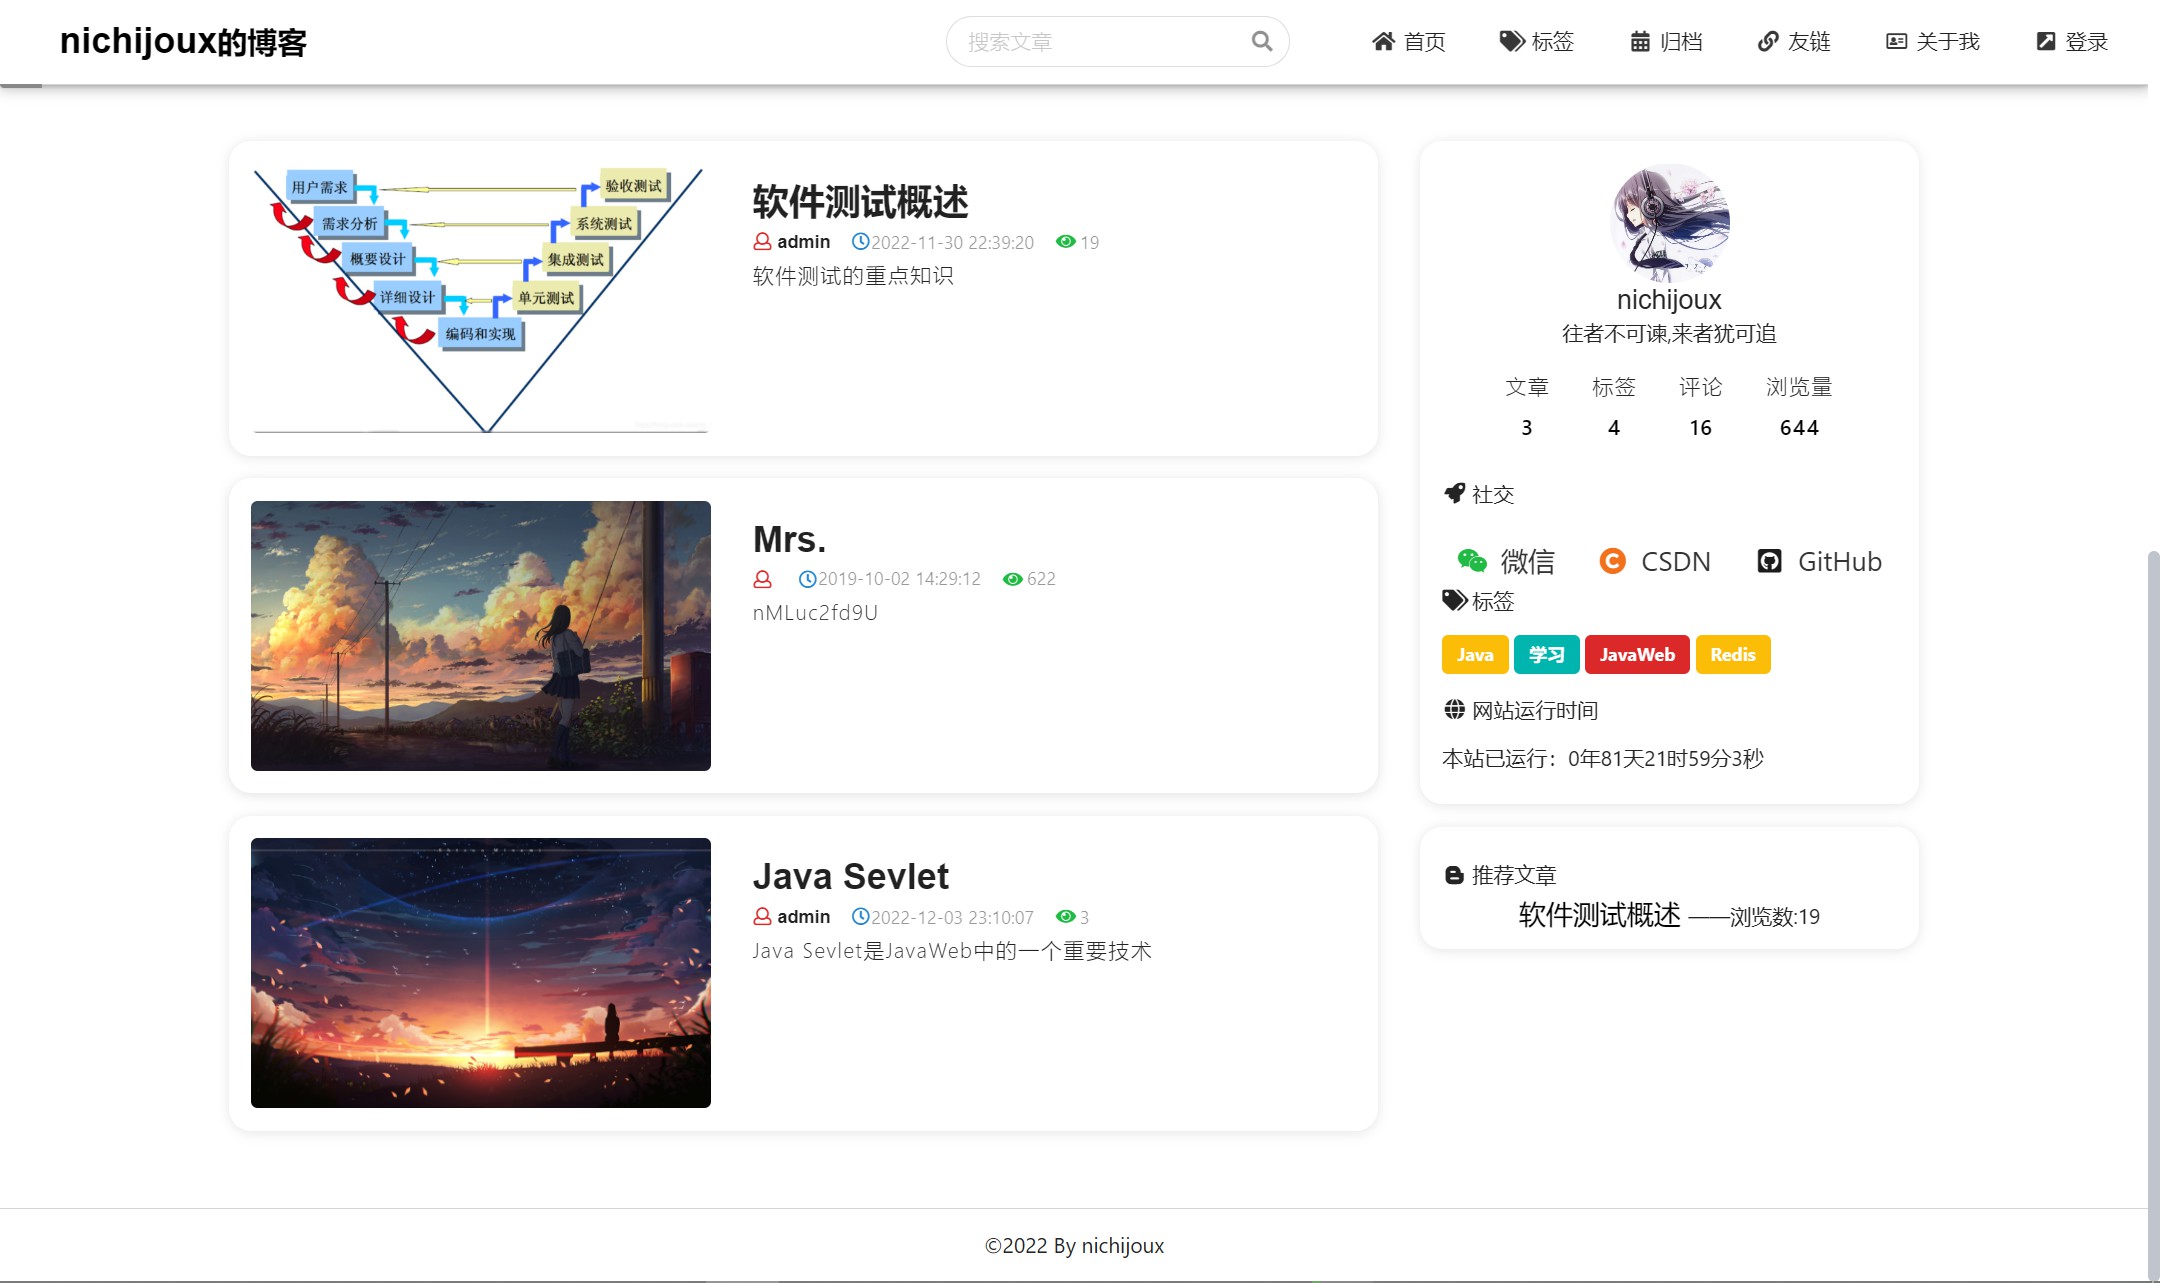 nichijoux的博客
搜索文章
首页
标签
归档
友链
关于我
登录
用户需求
验收测试
需求分析
系统测试
概要设计
集成测试
详细设计
单元测试
编码和实现
软件测试概述
admin 2022-11-30 22:39:20 19
软件测试的重点知识
Mrs.
2019-10-02 14:29:12 622
nMLuc2fd9U
Java Sevlet
admin 2022-12-03 23:10:07 3
Java Sevlet是JavaWeb中的一个重要技术
nichijoux
往者不可谏,来者犹可追
文章 标签 评论 浏览量
3 4 16 644
社交
微信 CSDN GitHub
标签
Java 学习 JavaWeb Redis
网站运行时间
本站已运行：0年81天21时59分3秒
推荐文章
软件测试概述 ——浏览数:19
©2022 By nichijoux